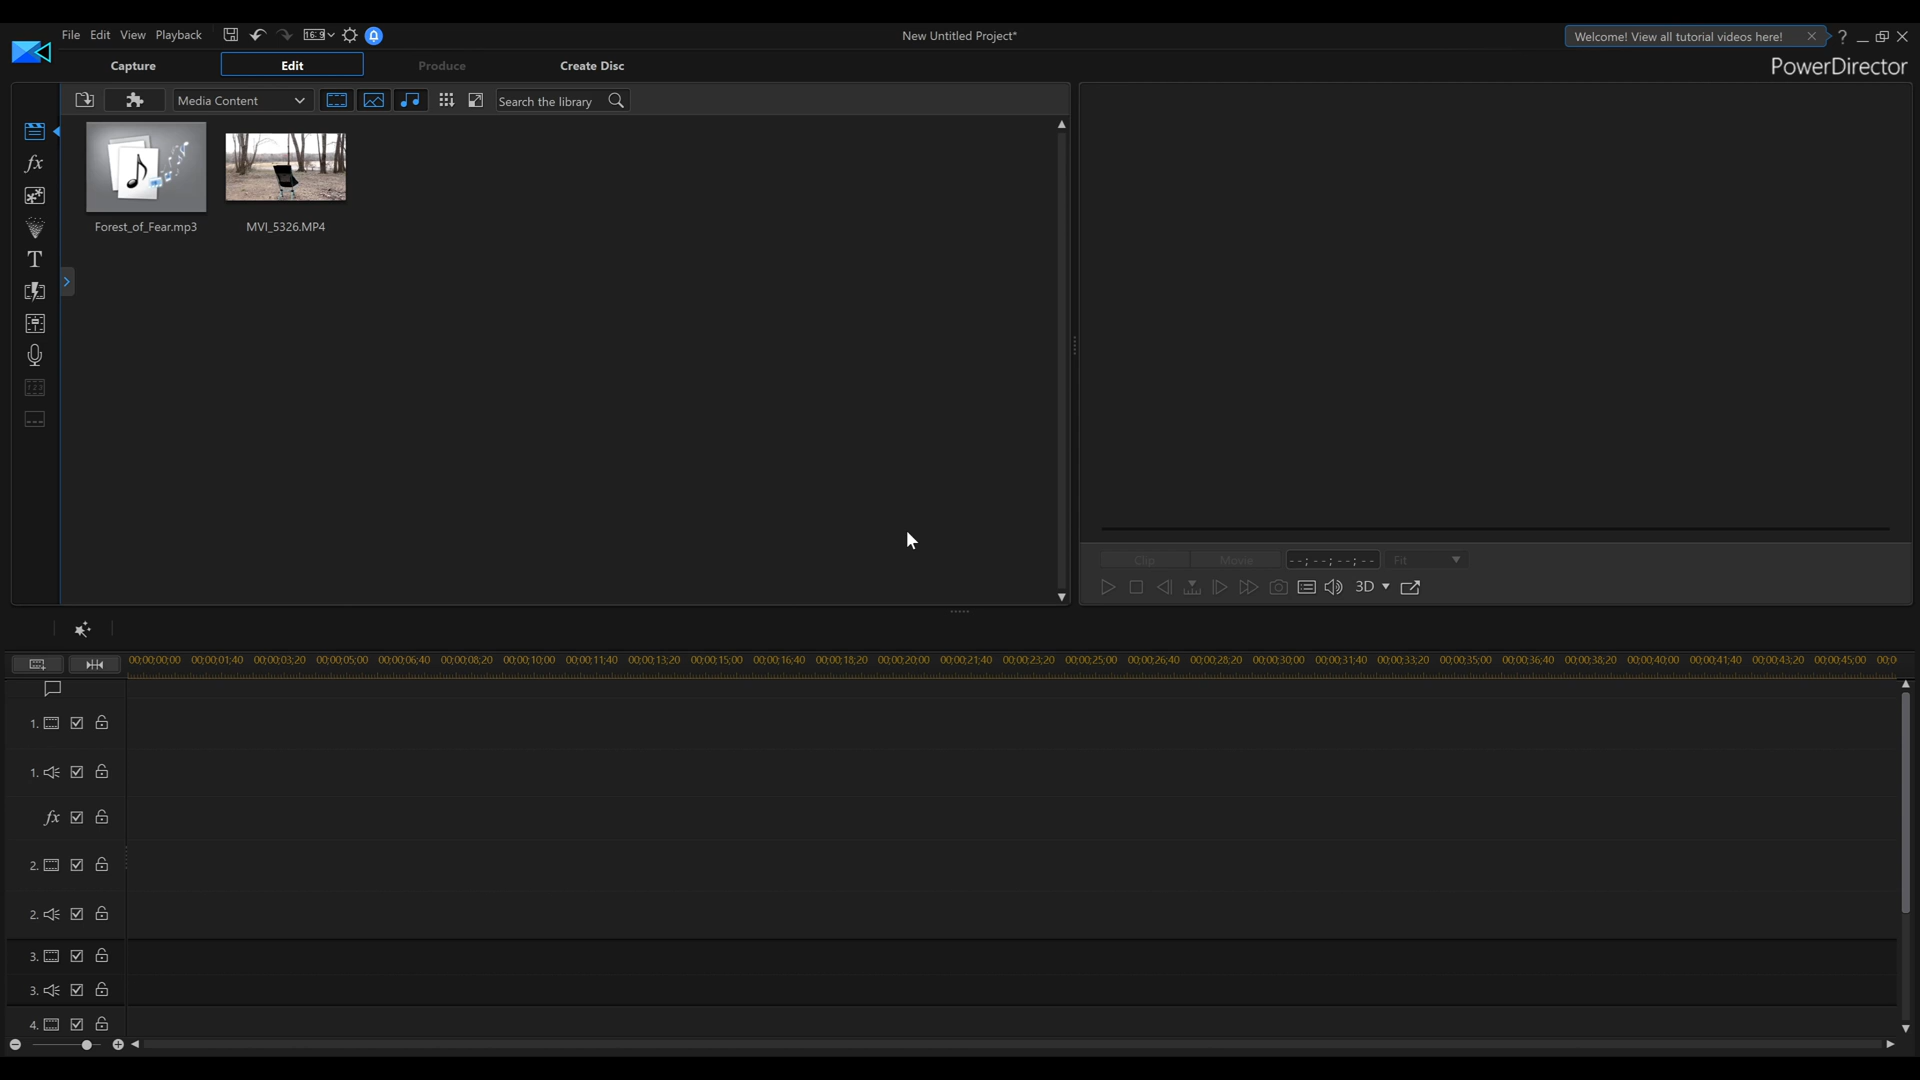 File Edit View Playback 16:9 New Untitled Project* Welcome! View all tutorial videos here! ?
Capture Edit Produce Create Disc PowerDirector
Media Content Search the library
fx
T
Forest_of_Fear.mp3 MVI_5326.MP4
Clip Movie --;--;--;-- Fit
3D
00;00;00;00 00;00;01;40 00;00;03;20 00;00;05;00 00;00;06;40 00;00;08;20 00;00;10;00 00;00;11;40 00;00;13;20 00;00;15;00 00;00;16;40 00;00;18;20 00;00;20;00 00;00;21;40 00;00;23;20 00;00;25;00 00;00;26;40 00;00;28;20 00;00;30;00 00;00;31;40 00;00;33;20 00;00;35;00 00;00;36;40 00;00;38;20 00;00;40;00 00;00;41;40 00;00;43;20 00;00;45;00 00;0
1.
1.
fx
2.
2.
3.
3.
4.